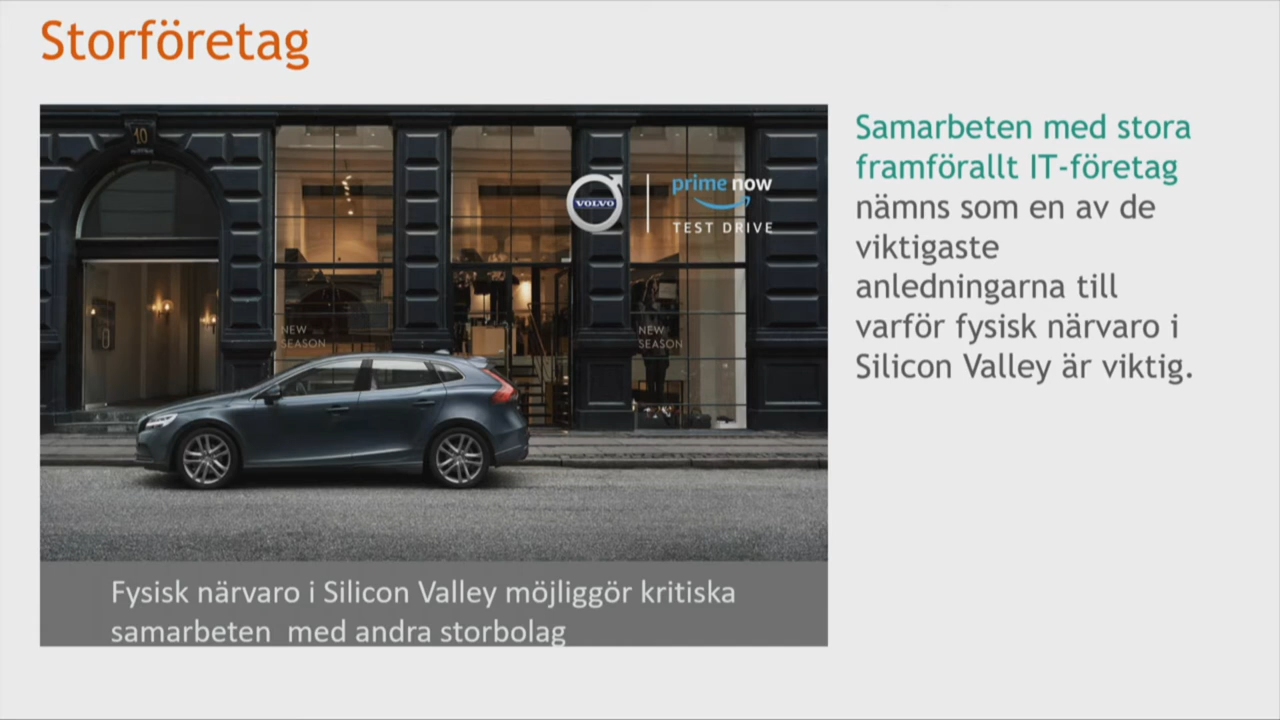 Storföretag
10
VOLVO
prime now
TEST DRIVE
NEW
SEASON
NEW
SEASON
Fysisk närvaro i Silicon Valley möjliggör kritiska
samarbeten med andra storbolag
Samarbeten med stora
framförallt IT-företag
nämns som en av de
viktigaste
anledningarna till
varför fysisk närvaro i
Silicon Valley är viktig.